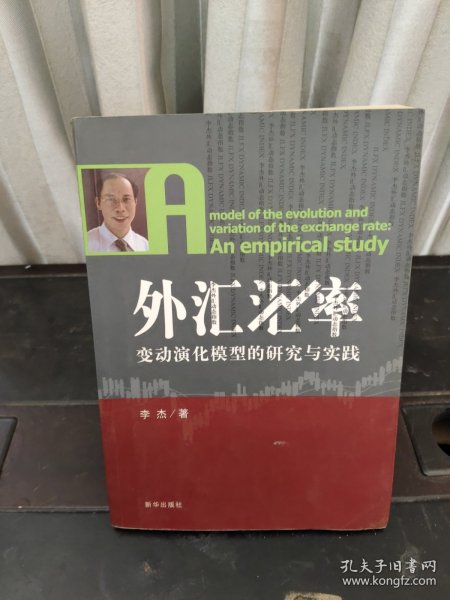 A model of the evolution and
variation of the exchange rate:
An empirical study
外汇汇率
变动演化模型的研究与实践
李 杰／著
新华出版社
孔夫子旧书网
www.kongfz.com